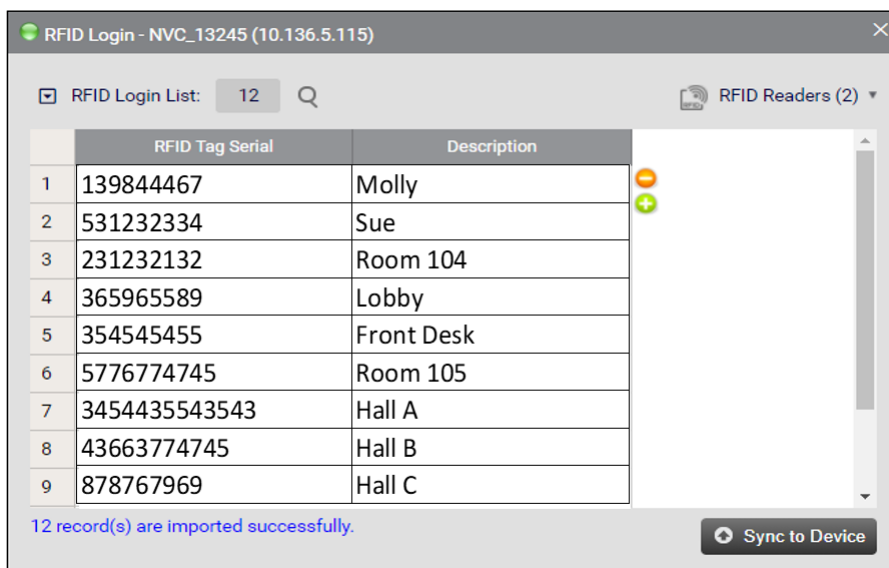 RFID Login - NVC_13245 (10.136.5.115)
RFID Login List: 12 RFID Readers (2)
RFID Tag Serial Description
1 139844467 Molly
2 531232334 Sue
3 231232132 Room 104
4 365965589 Lobby
5 354545455 Front Desk
6 5776774745 Room 105
7 3454435543543 Hall A
8 43663774745 Hall B
9 878767969 Hall C
12 record(s) are imported successfully.
Sync to Device